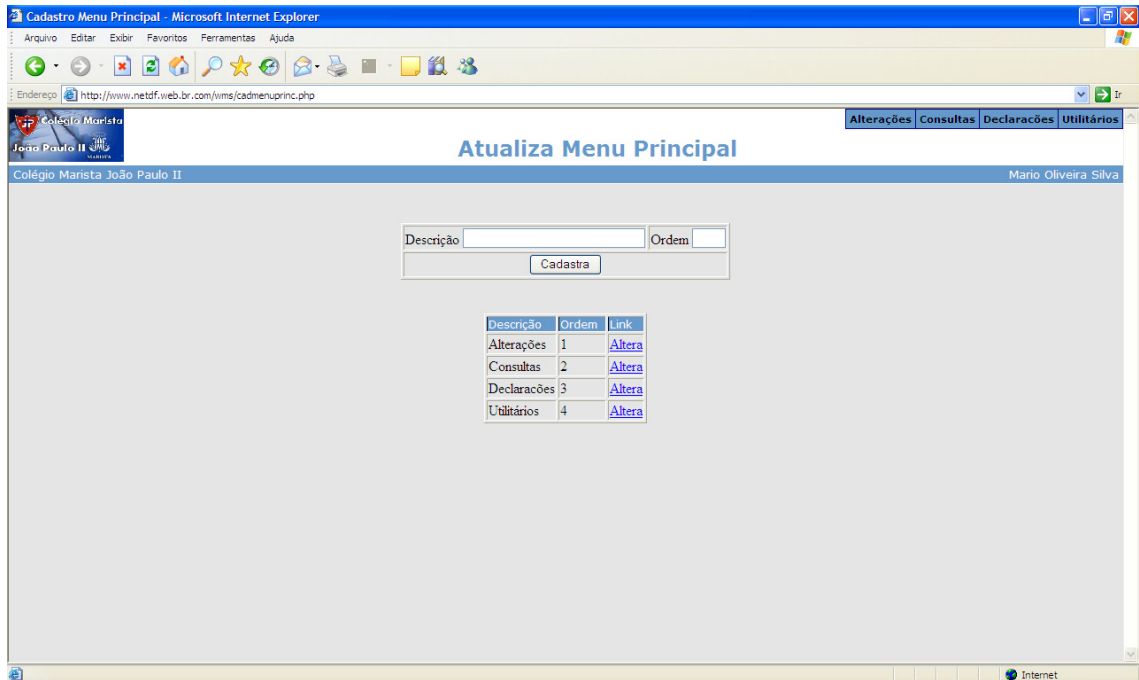 Cadastro Menu Principal - Microsoft Internet Explorer
Arquivo Editar Exibir Favoritos Ferramentas Ajuda
Endereço http://www.netdf.web.br.com/wms/cadmenuprinc.php Ir
Colégio Marista
João Paulo II
MARISTA
Alterações Consultas Declaracões Utilitários
Atualiza Menu Principal
Colégio Marista João Paulo II Mario Oliveira Silva
Descrição Ordem
Cadastra
Descrição Ordem Link
Alterações 1 Altera
Consultas 2 Altera
Declaracões 3 Altera
Utilitários 4 Altera
Internet